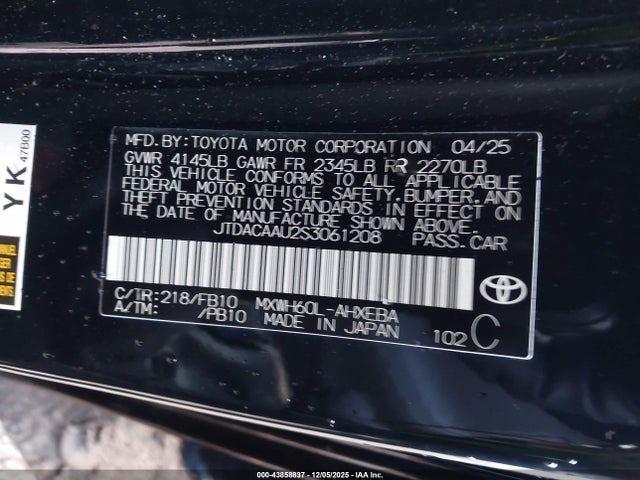 MFD.BY:TOYOTA MOTOR CORPORATION 04/25
GVWR 4145LB GAWR FR 2345LB RR 2270LB
THIS VEHICLE CONFORMS TO ALL APPLICABLE
FEDERAL MOTOR VEHICLE SAFETY,BUMPER,AND
THEFT PREVENTION STANDARDS IN EFFECT ON
THE DATE OF MANUFACTURE SHOWN ABOVE.
JTDACAAU2S3061208 PASS.CAR
C/TR:218/FB10 MXWH60L-AHXEBA
A/TM: /PB10 MADE IN JAPAN 102 C
YK 47B00
00-43858837 - 12/05/2025 - IAA Inc.